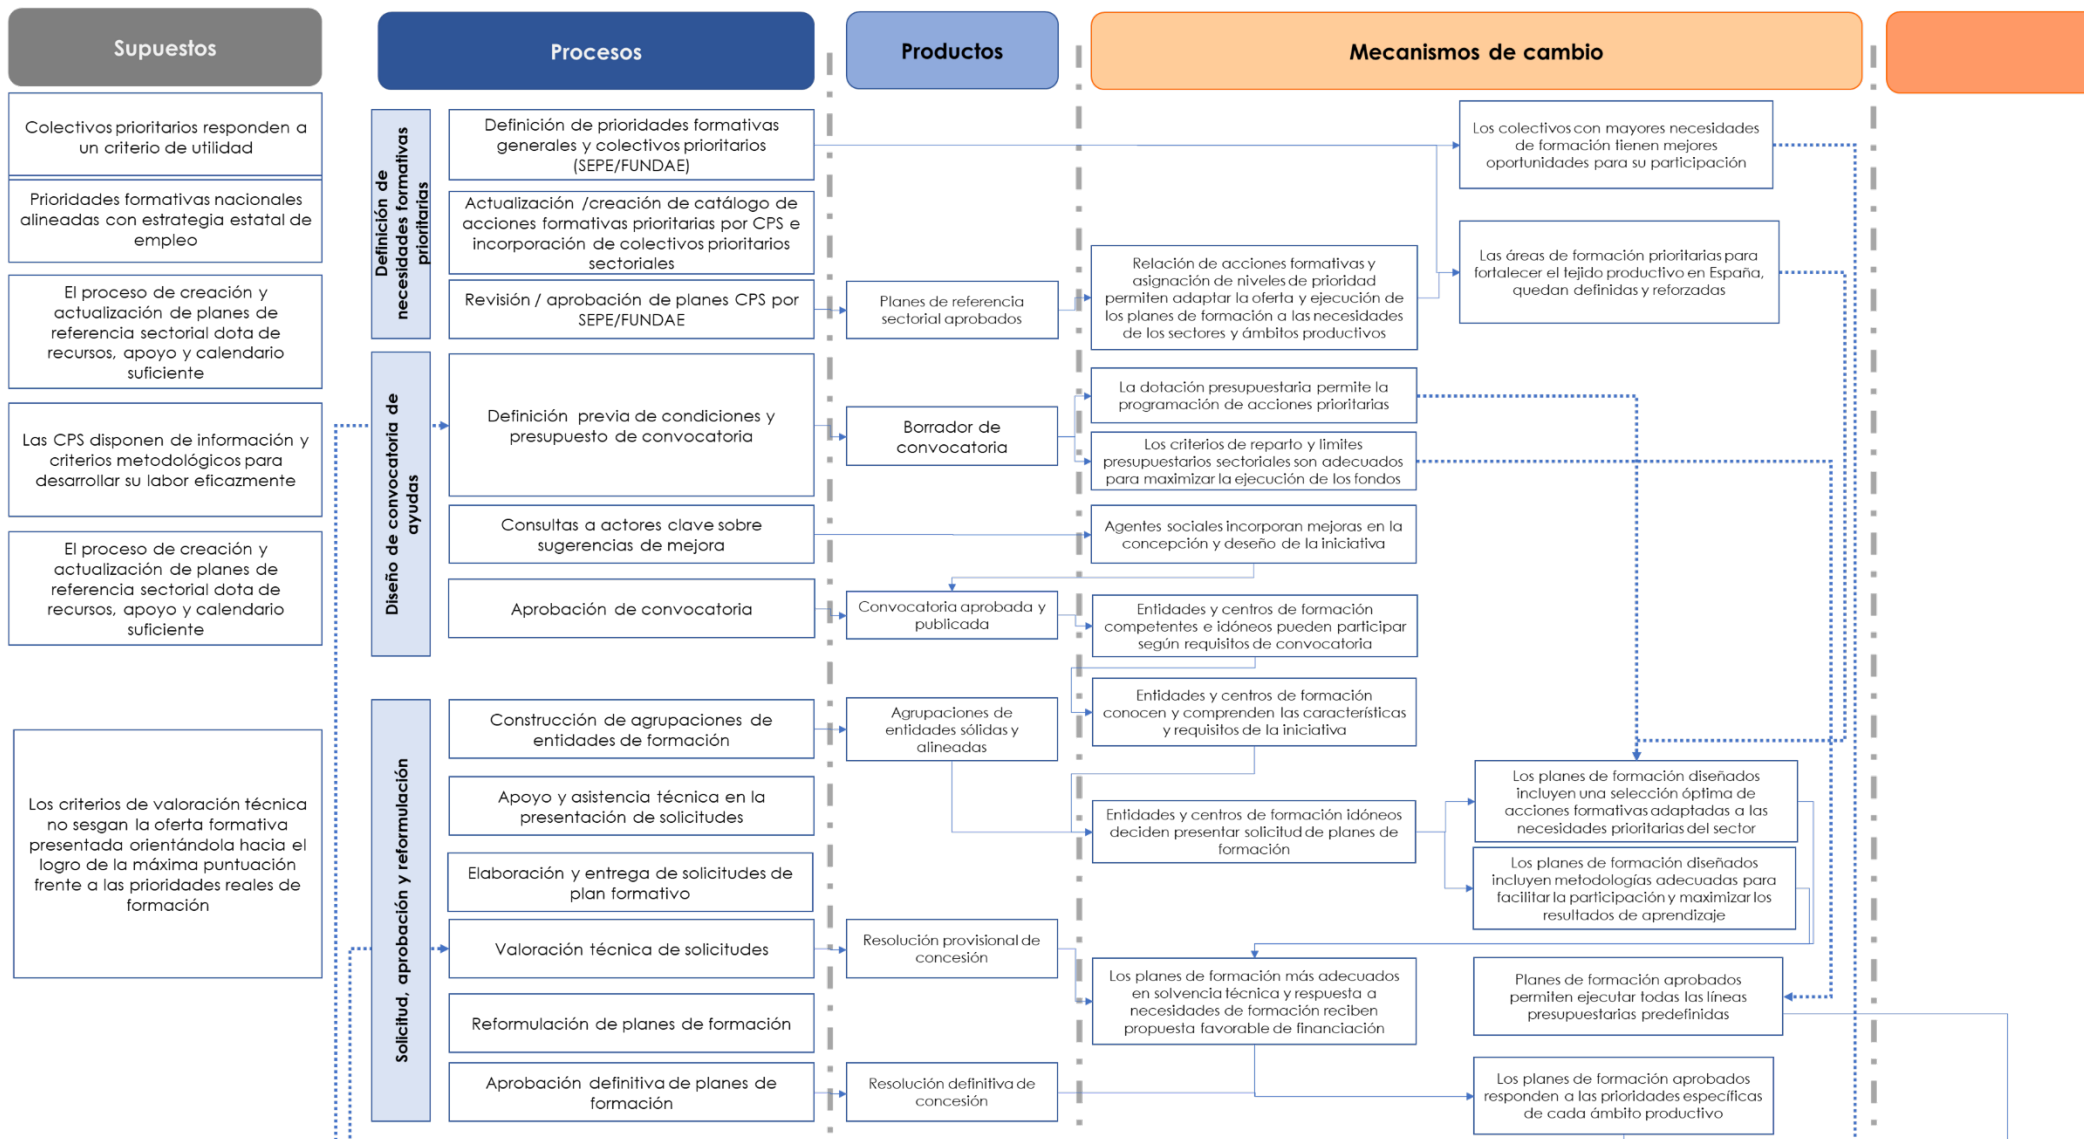 Supuestos
Procesos
Productos
Mecanismos de cambio
Colectivos prioritarios responden a
un criterio de utilidad
Prioridades formativas nacionales
alineadas con estrategia estatal de
empleo
El proceso de creación y
actualización de planes de
referencia sectorial dota de
recursos, apoyo y calendario
suficiente
Las CPS disponen de información y
criterios metodológicos para
desarrollar su labor eficazmente
El proceso de creación y
actualización de planes de
referencia sectorial dota de
recursos, apoyo y calendario
suficiente
Los criterios de valoración técnica
no sesgan la oferta formativa
presentada orientándola hacia el
logro de la máxima puntuación
frente a las prioridades reales de
formación
Definición de
necesidades formativas
prioritarias
Definición de prioridades formativas
generales y colectivos prioritarios
(SEPE/FUNDAE)
Actualización /creación de catálogo de
acciones formativas prioritarias por CPS e
incorporación de colectivos prioritarios
sectoriales
Revisión / aprobación de planes CPS por
SEPE/FUNDAE
Planes de referencia
sectorial aprobados
Relación de acciones formativas y
asignación de niveles de prioridad
permiten adaptar la oferta y ejecución de
los planes de formación a las necesidades
de los sectores y ámbitos productivos
Los colectivos con mayores necesidades
de formación tienen mejores
oportunidades para su participación
Las áreas de formación prioritarias para
fortalecer el tejido productivo en España,
quedan definidas y reforzadas
Diseño de convocatoria de
ayudas
Definición previa de condiciones y
presupuesto de convocatoria
Borrador de
convocatoria
La dotación presupuestaria permite la
programación de acciones prioritarias
Los criterios de reparto y limites
presupuestarios sectoriales son adecuados
para maximizar la ejecución de los fondos
Consultas a actores clave sobre
sugerencias de mejora
Agentes sociales incorporan mejoras en la
concepción y deseño de la iniciativa
Aprobación de convocatoria
Convocatoria aprobada y
publicada
Entidades y centros de formación
competentes e idóneos pueden participar
según requisitos de convocatoria
Solicitud, aprobación y reformulación
Construcción de agrupaciones de
entidades de formación
Agrupaciones de
entidades sólidas y
alineadas
Entidades y centros de formación
conocen y comprenden las características
y requisitos de la iniciativa
Apoyo y asistencia técnica en la
presentación de solicitudes
Entidades y centros de formación idóneos
deciden presentar solicitud de planes de
formación
Los planes de formación diseñados
incluyen una selección óptima de
acciones formativas adaptadas a las
necesidades prioritarias del sector
Elaboración y entrega de solicitudes de
plan formativo
Los planes de formación diseñados
incluyen metodologías adecuadas para
facilitar la participación y maximizar los
resultados de aprendizaje
Valoración técnica de solicitudes
Resolución provisional de
concesión
Los planes de formación más adecuados
en solvencia técnica y respuesta a
necesidades de formación reciben
propuesta favorable de financiación
Planes de formación aprobados
permiten ejecutar todas las líneas
presupuestarias predefinidas
Reformulación de planes de formación
Aprobación definitiva de planes de
formación
Resolución definitiva de
concesión
Los planes de formación aprobados
responden a las prioridades específicas
de cada ámbito productivo